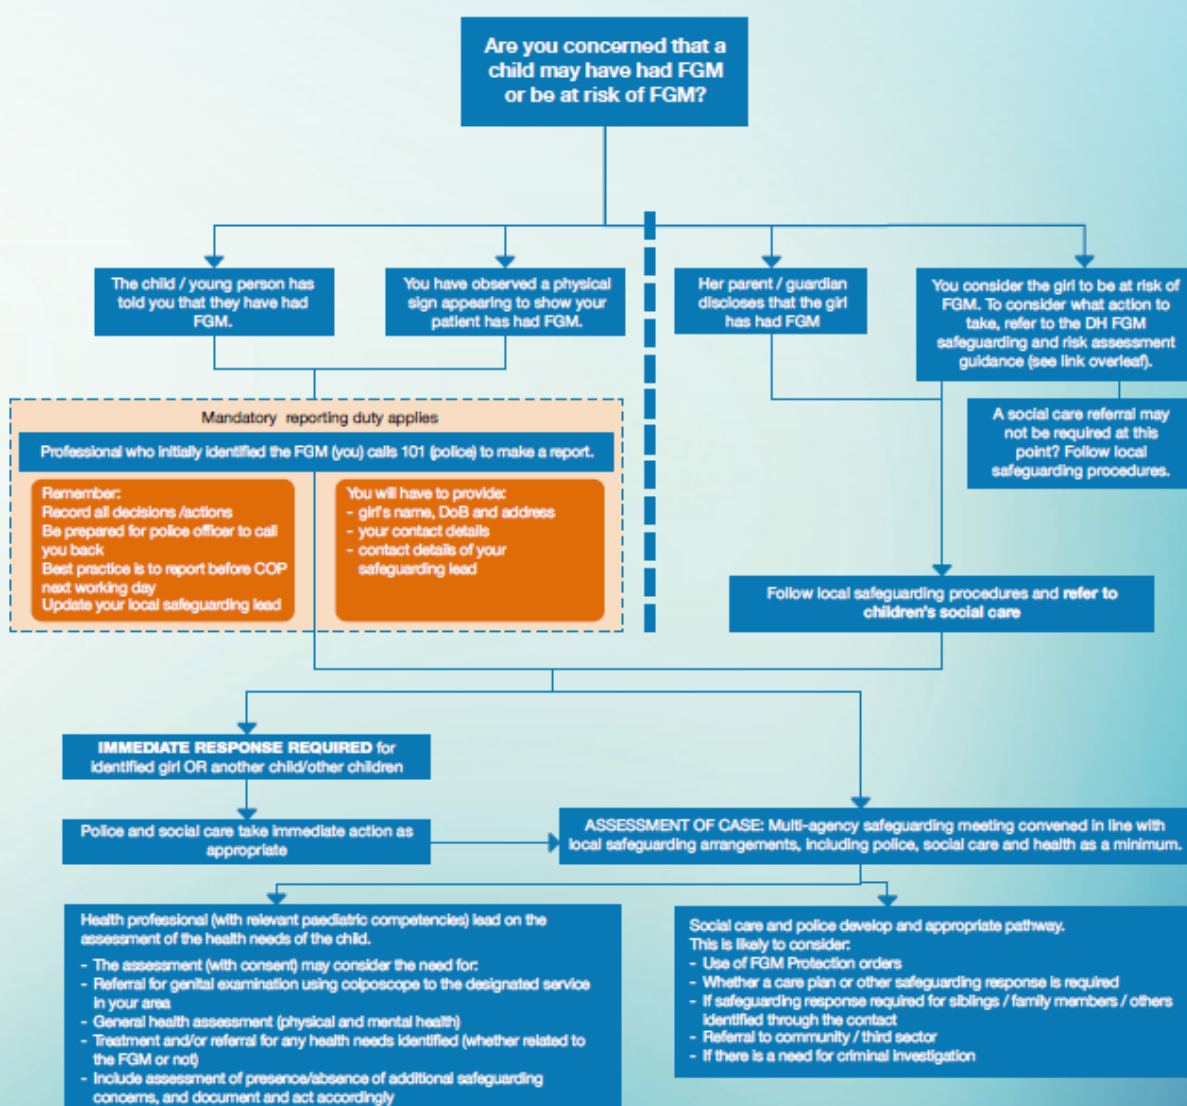 Are you concerned that a
child may have had FGM
or be at risk of FGM?
The child / young person has
told you that they have had
FGM.
You have observed a physical
sign appearing to show your
patient has had FGM.
Her parent / guardian
discloses that the girl
has had FGM
You consider the girl to be at risk of
FGM. To consider what action to
take, refer to the DH FGM
safeguarding and risk assessment
guidance (see link overleaf).
A social care referral may
not be required at this
point? Follow local
safeguarding procedures.
Mandatory reporting duty applies
Professional who initially identified the FGM (you) calls 101 (police) to make a report.
Remember:
Record all decisions /actions
Be prepared for police officer to call
you back
Best practice is to report before COP
next working day
Update your local safeguarding lead
You will have to provide:
- girl's name, DoB and address
- your contact details
- contact details of your
safeguarding lead
Follow local safeguarding procedures and refer to
children's social care
IMMEDIATE RESPONSE REQUIRED for
identified girl OR another child/other children
Police and social care take immediate action as
appropriate
ASSESSMENT OF CASE: Multi-agency safeguarding meeting convened in line with
local safeguarding arrangements, including police, social care and health as a minimum.
Health professional (with relevant paediatric competencies) lead on the
assessment of the health needs of the child.
- The assessment (with consent) may consider the need for:
- Referral for genital examination using colposcope to the designated service
in your area
- General health assessment (physical and mental health)
- Treatment and/or referral for any health needs identified (whether related to
the FGM or not)
- Include assessment of presence/absence of additional safeguarding
concerns, and document and act accordingly
Social care and police develop and appropriate pathway.
This is likely to consider:
- Use of FGM Protection orders
- Whether a care plan or other safeguarding response is required
- If safeguarding response required for siblings / family members / others
identified through the contact
- Referral to community / third sector
- If there is a need for criminal investigation